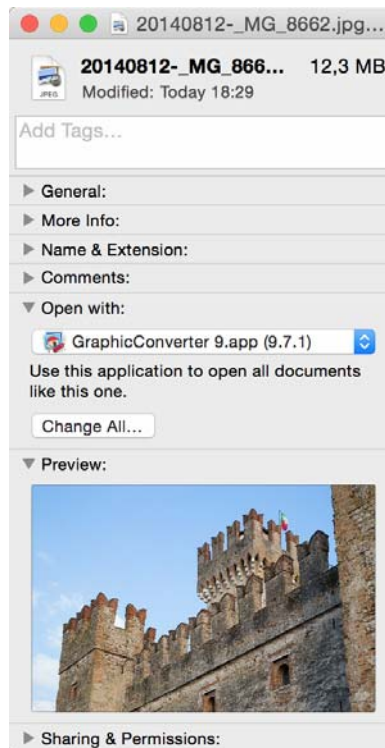 20140812-_MG_8662.jpg...
20140812-_MG_866... 12,3 MB
JPEG
Modified: Today 18:29
Add Tags...
General:
More Info:
Name & Extension:
Comments:
Open with:
GraphicConverter 9.app (9.7.1)
Use this application to open all documents
like this one.
Change All...
Preview:
Sharing & Permissions: